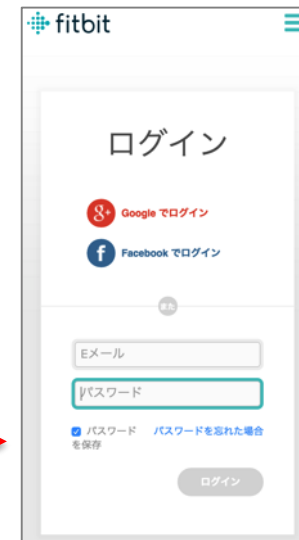 fitbit
ログイン
g+ Google でログイン
f Facebook でログイン
また
Eメール
パスワード
パスワード
を保存
パスワードを忘れた場合
ログイン